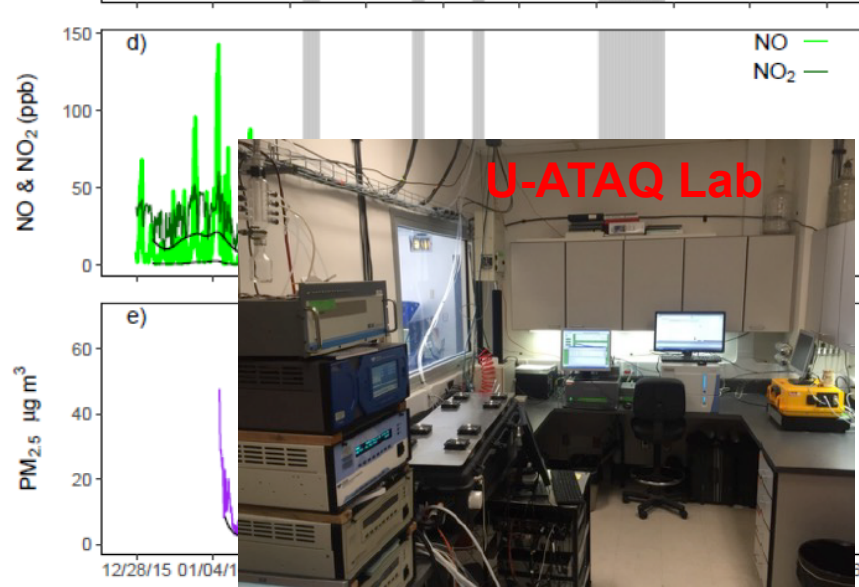 150
d)
NO
NO₂
100
50
0
NO & NO₂ (ppb)
U-ATAQ Lab
e)
60
40
20
0
PM₂.₅ µg m³
12/28/15 01/04/1